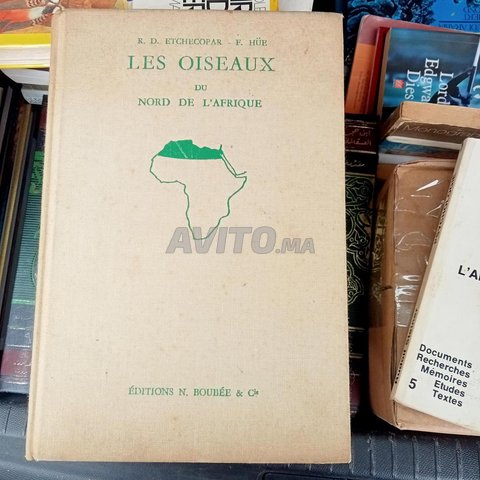 R. D. ETCHECOPAR - F. HÜE
LES OISEAUX
DU
NORD DE L'AFRIQUE
AVITO.MA
ÉDITIONS N. BOUBÉE & Cie
Lord
Edgware
Dies
L'A
Documents
Recherches
Mémoires
Etudes
Textes
5